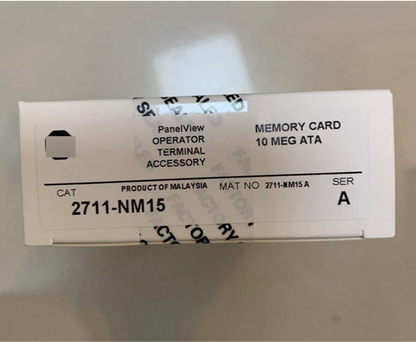 PanelView
OPERATOR
TERMINAL
ACCESSORY
MEMORY CARD
10 MEG ATA
CAT
PRODUCT OF MALAYSIA
MAT NO 2711-NM15 A
SER
2711-NM15
A
FACTORY